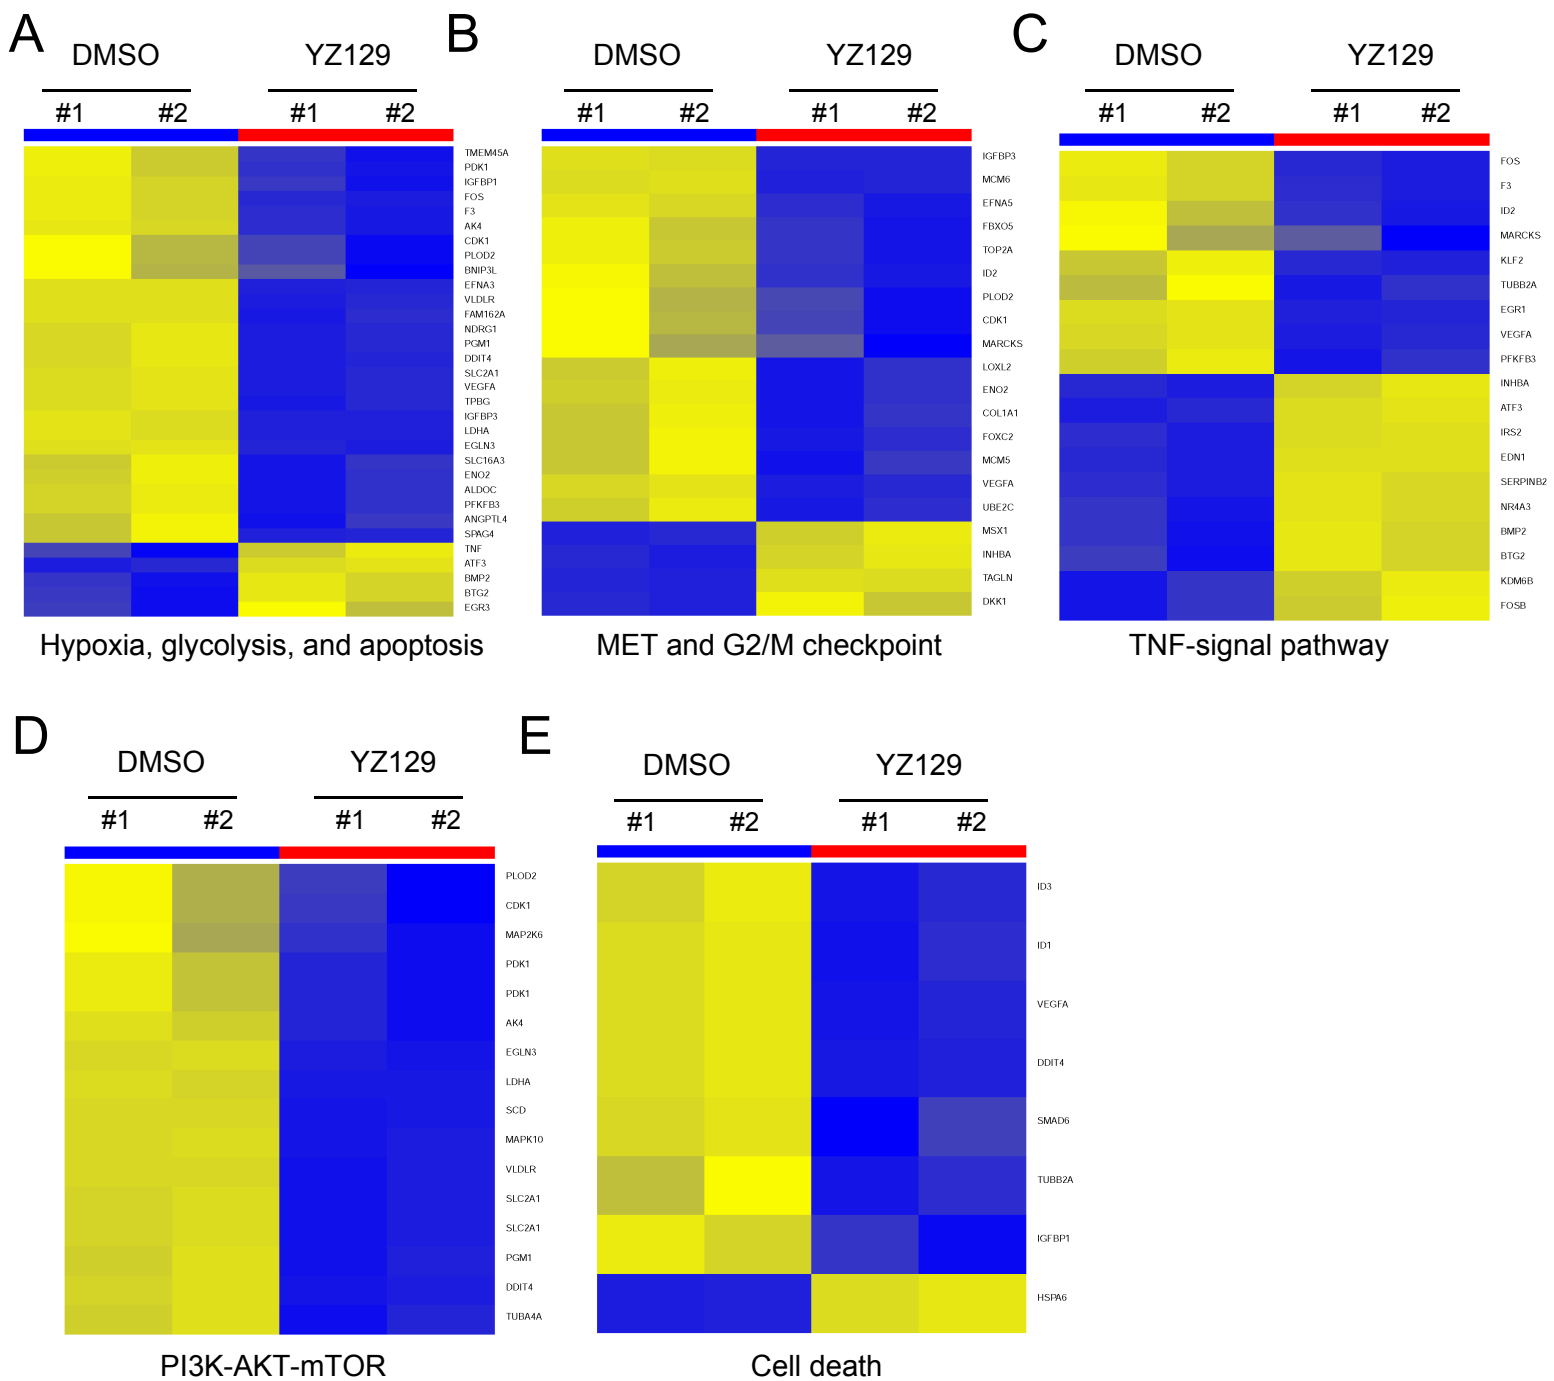 A
DMSO YZ129
#1 #2 #1 #2
TMEM45A
PDK1
IGFBP1
FOS
F3
AK4
CDK1
PLOD2
BNIP3L
EFNA3
VLDLR
FAM162A
NDRG1
PGM1
DDIT4
SLC2A1
VEGFA
TPBG
IGFBP3
LDHA
EGLN3
SLC16A3
ENO2
ALDOC
PFKFB3
ANGPTL4
SPAG4
TNF
ATF3
BMP2
BTG2
EGR3
Hypoxia, glycolysis, and apoptosis
B
DMSO YZ129
#1 #2 #1 #2
IGFBP3
MCM6
EFNA5
FBXO5
TOP2A
ID2
PLOD2
CDK1
MARCKS
LOXL2
ENO2
COL1A1
FOXC2
MCM5
VEGFA
UBE2C
MSX1
INHBA
TAGLN
DKK1
MET and G2/M checkpoint
C
DMSO YZ129
#1 #2 #1 #2
FOS
F3
ID2
MARCKS
KLF2
TUBB2A
EGR1
VEGFA
PFKFB3
INHBA
ATF3
IRS2
EDN1
SERPINB2
NR4A3
BMP2
BTG2
KDM6B
FOSB
TNF-signal pathway
D
DMSO YZ129
#1 #2 #1 #2
PLOD2
CDK1
MAP2K6
PDK1
PDK1
AK4
EGLN3
LDHA
SCD
MAPK10
VLDLR
SLC2A1
SLC2A1
PGM1
DDIT4
TUBA4A
PI3K-AKT-mTOR
E
DMSO YZ129
#1 #2 #1 #2
ID3
ID1
VEGFA
DDIT4
SMAD6
TUBB2A
IGFBP1
HSPA6
Cell death